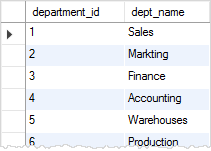 department_id dept_name
1 Sales
2 Markting
3 Finance
4 Accounting
5 Warehouses
6 Production